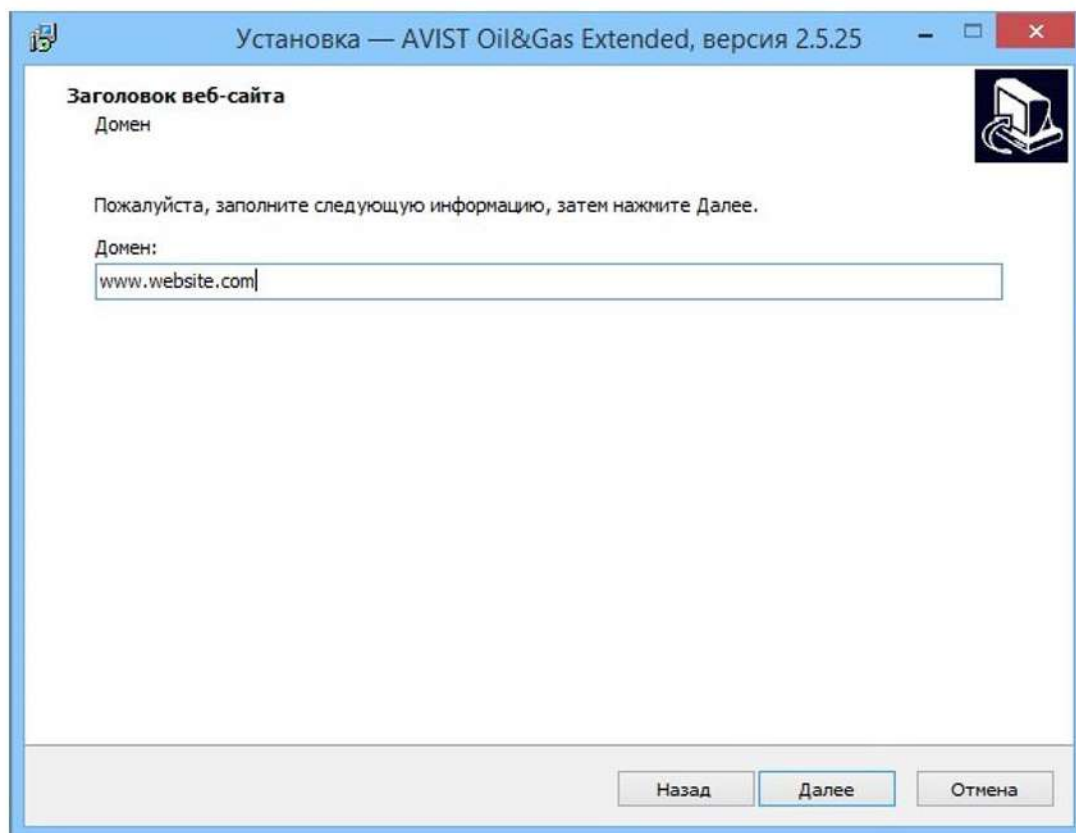 Установка — AVIST Oil&Gas Extended, версия 2.5.25
Заголовок веб-сайта
Домен
Пожалуйста, заполните следующую информацию, затем нажмите Далее.
Домен:
www.website.com
Назад Далее Отмена